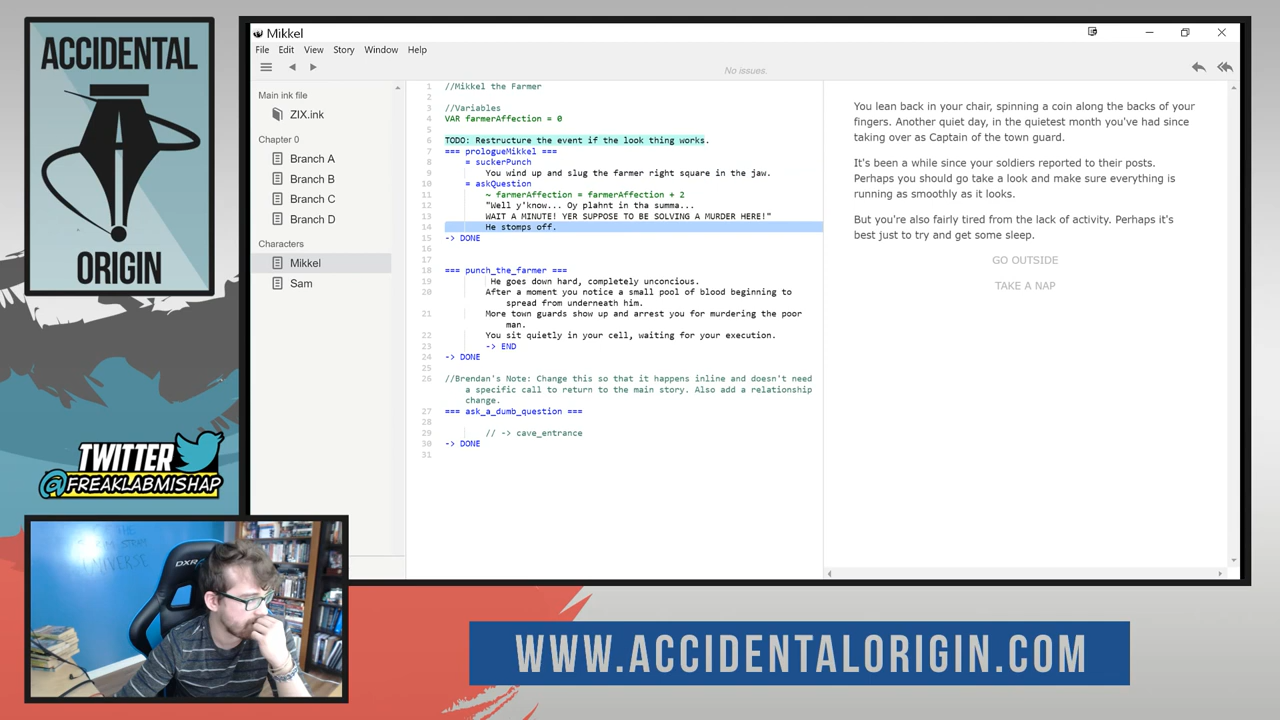 ACCIDENTAL
ORIGIN
TWITTER
@FREAKLABMISHAP
Mikkel
File Edit View Story Window Help
No issues.
Main ink file
ZIX.ink
Chapter 0
Branch A
Branch B
Branch C
Branch D
Characters
Mikkel
Sam
1 //Mikkel the Farmer
2
3 //Variables
4 VAR farmerAffection = 0
5
6 TODO: Restructure the event if the look thing works.
7 === prologueMikkel ===
8 = suckerPunch
9 You wind up and slug the farmer right square in the jaw.
10 = askQuestion
11 ~ farmerAffection = farmerAffection + 2
12 "Well y'know... Oy plahnt in tha summa...
13 WAIT A MINUTE! YER SUPPOSE TO BE SOLVING A MURDER HERE!"
14 He stomps off.
15 -> DONE
16
17
18 === punch_the_farmer ===
19 He goes down hard, completely unconcious.
20 After a moment you notice a small pool of blood beginning to
spread from underneath him.
21 More town guards show up and arrest you for murdering the poor
man.
22 You sit quietly in your cell, waiting for your execution.
23 -> END
24 -> DONE
25
26 //Brendan's Note: Change this so that it happens inline and doesn't need
a specific call to return to the main story. Also add a relationship
change.
27 === ask_a_dumb_question ===
28
29 // -> cave_entrance
30 -> DONE
31
You lean back in your chair, spinning a coin along the backs of your
fingers. Another quiet day, in the quietest month you've had since
taking over as Captain of the town guard.
It's been a while since your soldiers reported to their posts.
Perhaps you should go take a look and make sure everything is
running as smoothly as it looks.
But you're also fairly tired from the lack of activity. Perhaps it's
best just to try and get some sleep.
GO OUTSIDE
TAKE A NAP
WWW.ACCIDENTALORIGIN.COM